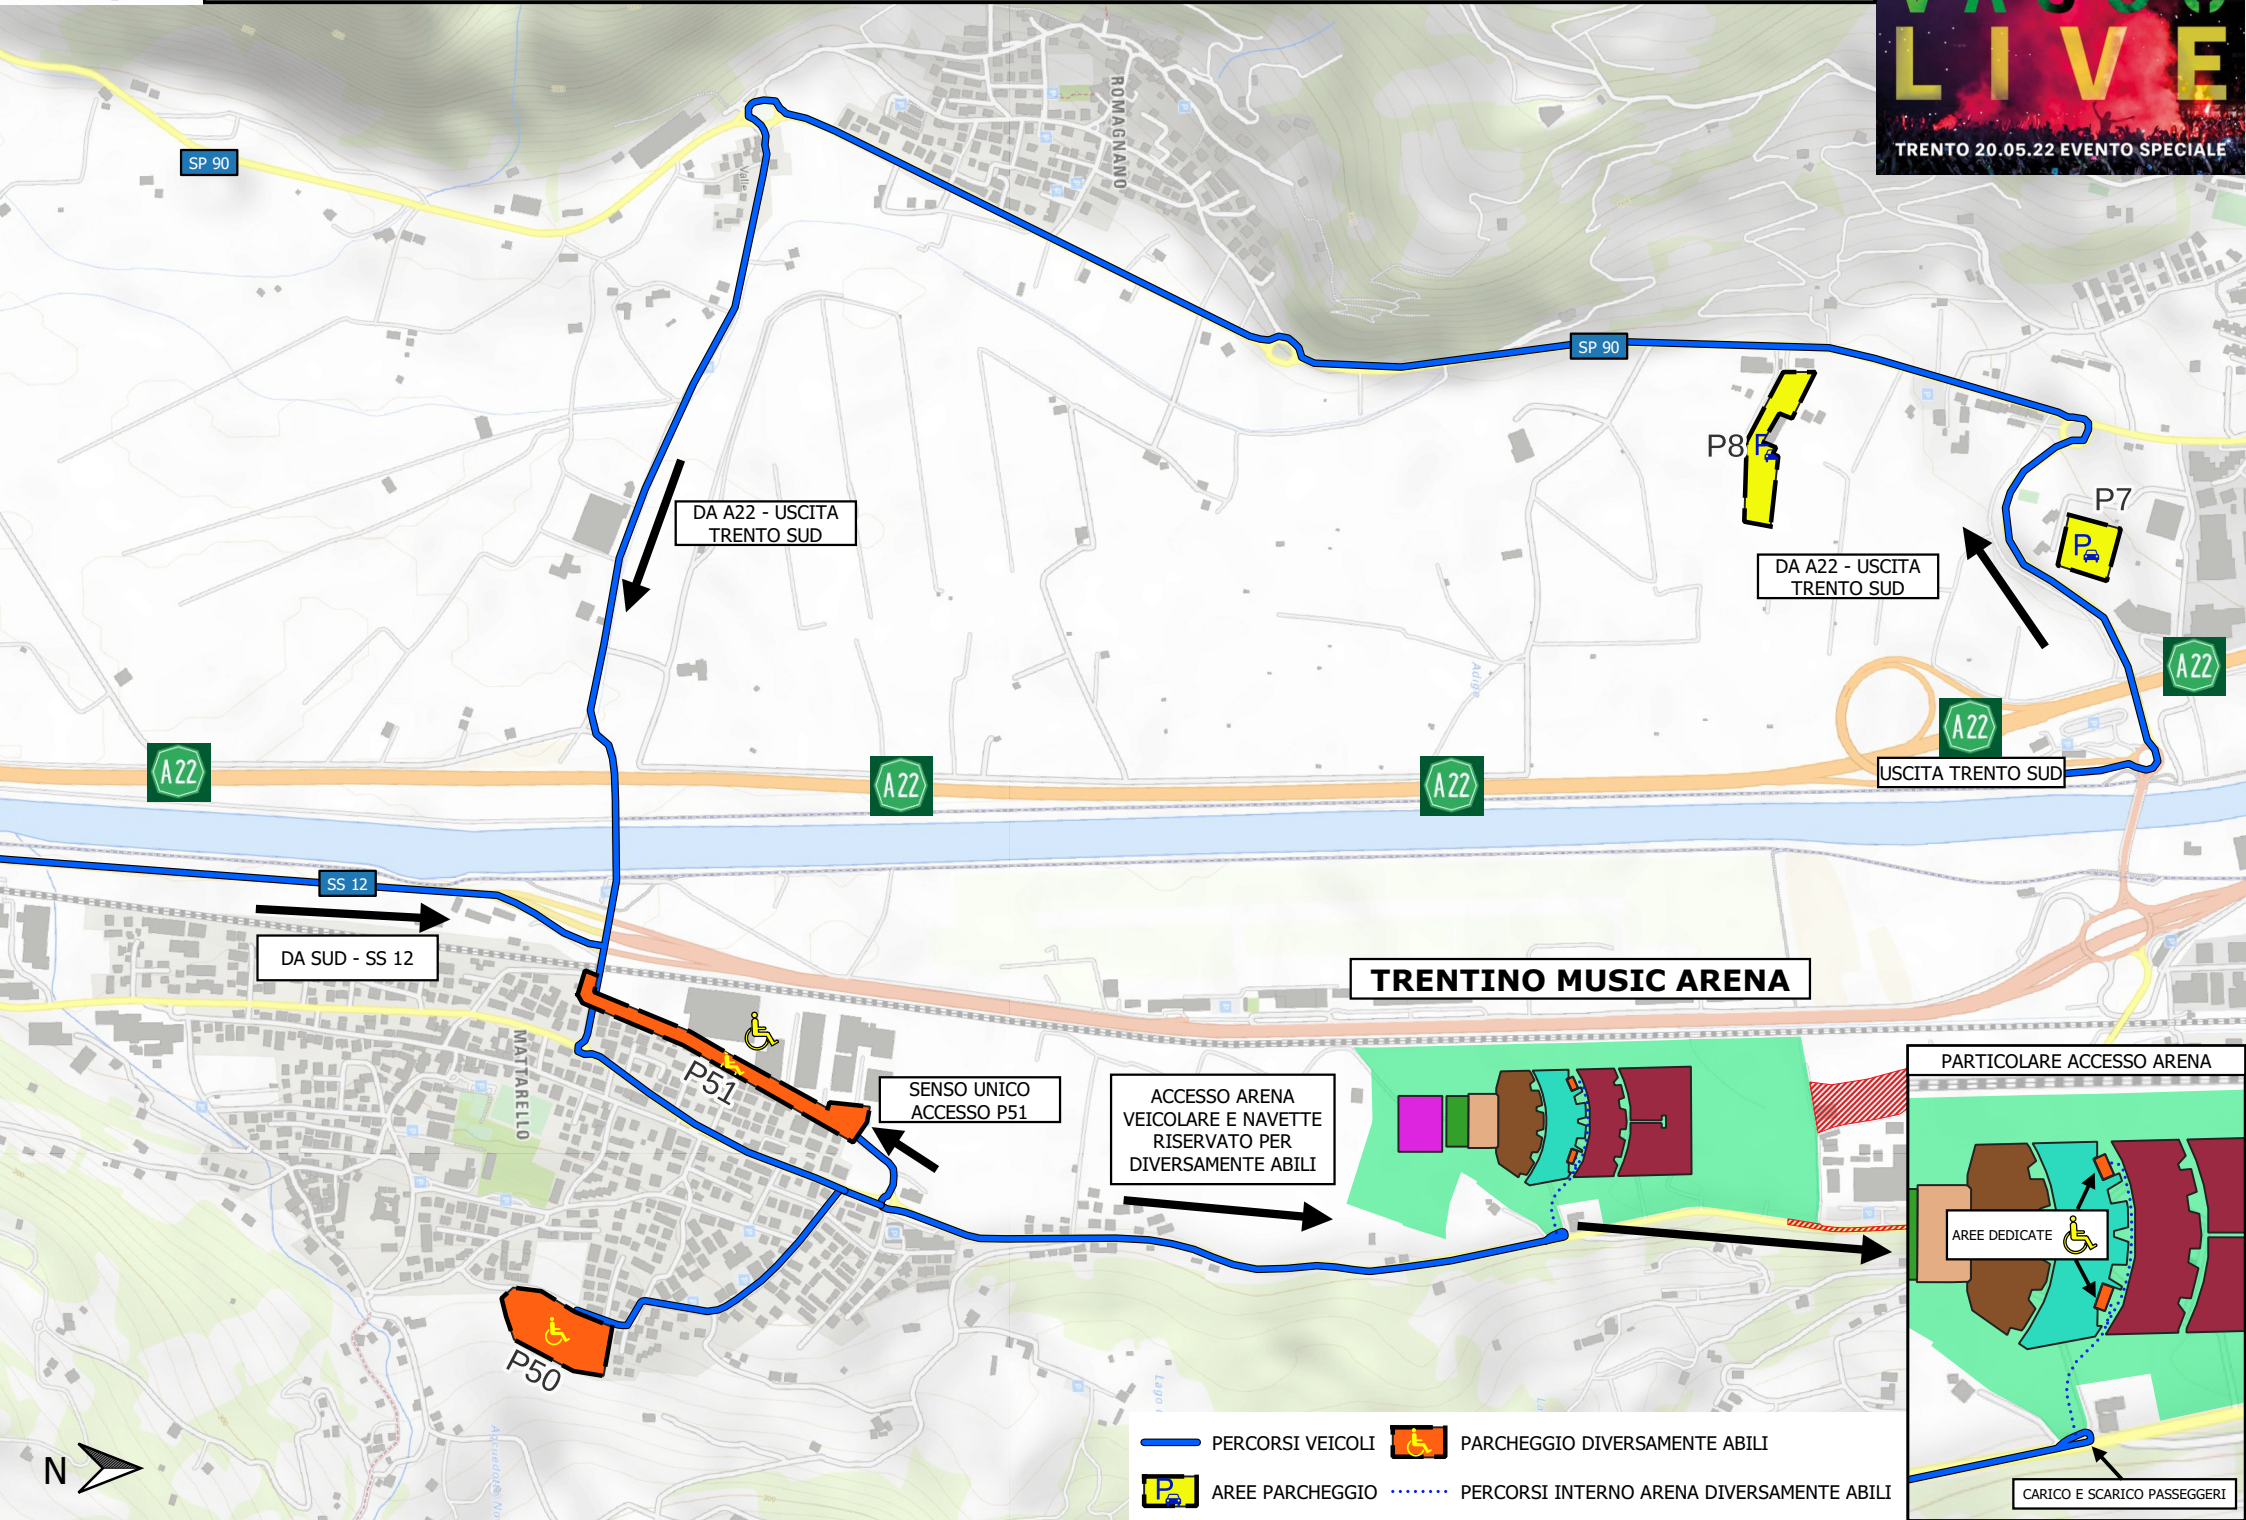 LIVE
TRENTO 20.05.22 EVENTO SPECIALE
ROMAGNANO
SP 90
Valle
SP 90
P8
P
P7
P
DA A22 - USCITA
TRENTO SUD
DA A22 - USCITA
TRENTO SUD
Adige
A22
A22
A22
A22
A22
USCITA TRENTO SUD
SS 12
DA SUD - SS 12
TRENTINO MUSIC ARENA
MATTARELLO
P51
SENSO UNICO
ACCESSO P51
ACCESSO ARENA
VEICOLARE E NAVETTE
RISERVATO PER
DIVERSAMENTE ABILI
PARTICOLARE ACCESSO ARENA
AREE DEDICATE
P50
N
PERCORSI VEICOLI
PARCHEGGIO DIVERSAMENTE ABILI
P
AREE PARCHEGGIO
PERCORSI INTERNO ARENA DIVERSAMENTE ABILI
CARICO E SCARICO PASSEGGERI